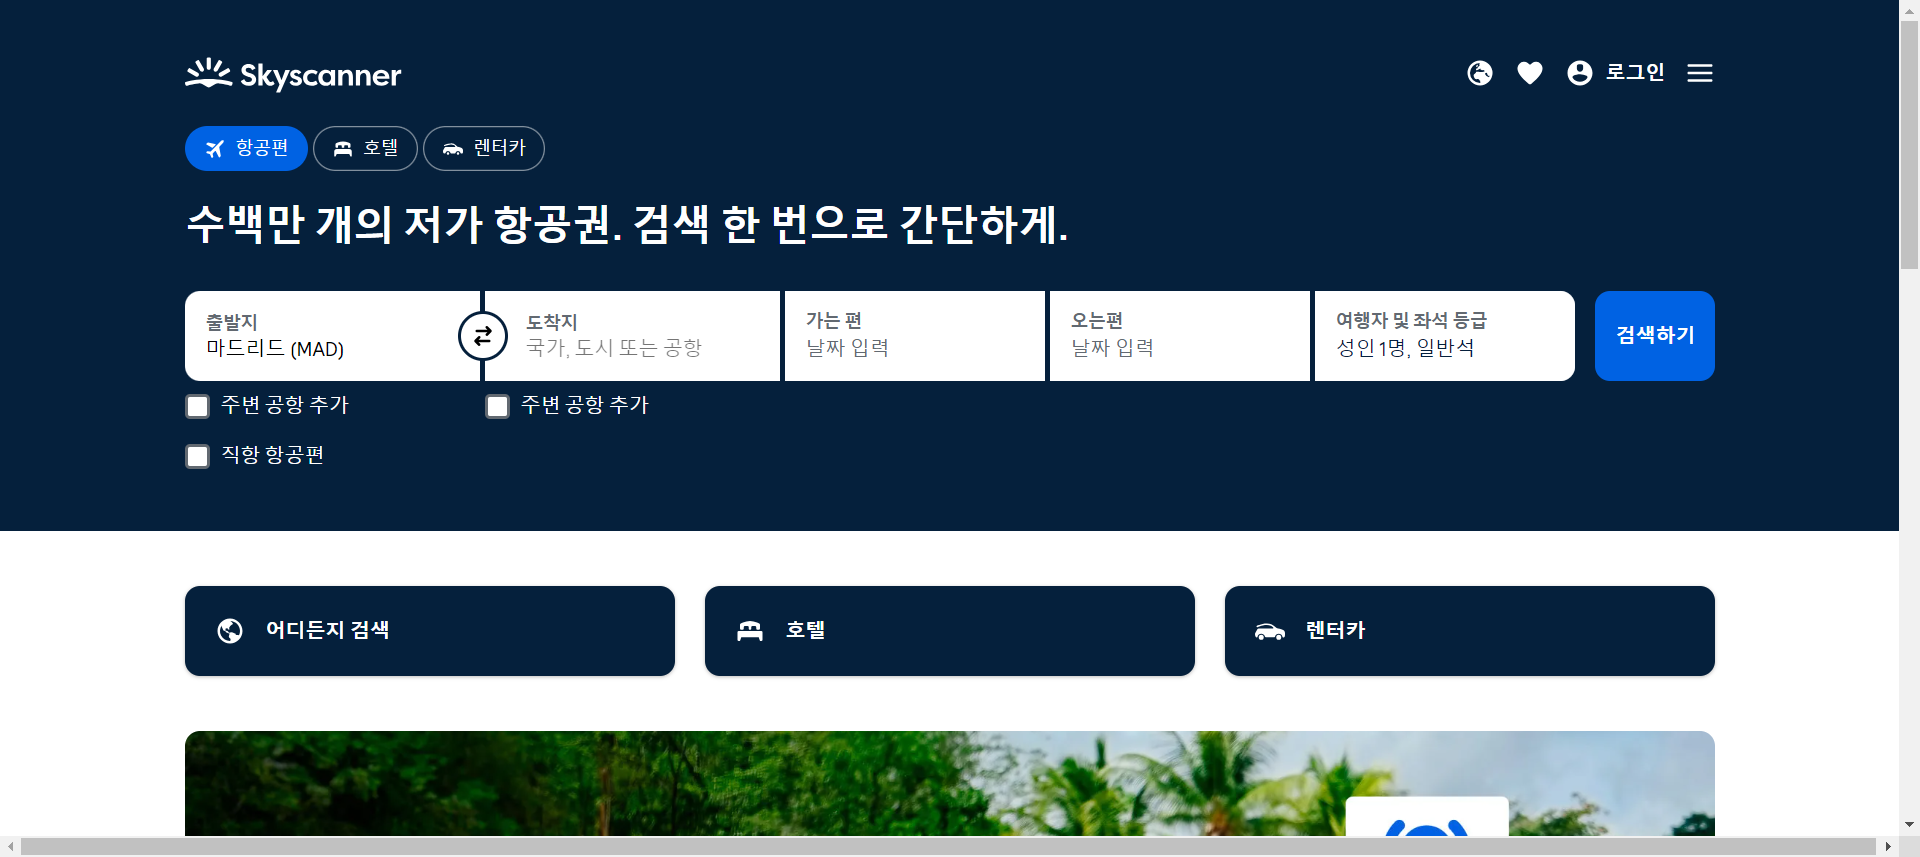 Skyscanner
로그인
항공편
호텔
렌터카
수백만 개의 저가 항공권. 검색 한 번으로 간단하게.
출발지
마드리드 (MAD)
도착지
국가, 도시 또는 공항
가는 편
날짜 입력
오는편
날짜 입력
여행자 및 좌석 등급
성인 1명, 일반석
검색하기
주변 공항 추가
주변 공항 추가
직항 항공편
어디든지 검색
호텔
렌터카